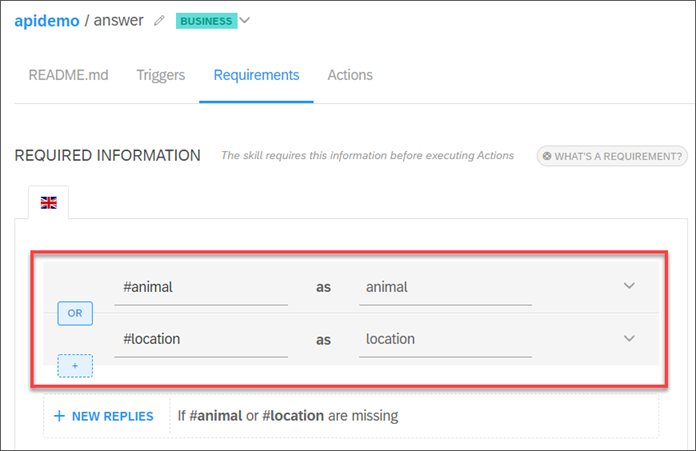 apidemo / answer BUSINESS
README.md Triggers Requirements Actions
REQUIRED INFORMATION The skill requires this information before executing Actions WHAT'S A REQUIREMENT?
#animal as animal
OR
#location as location
+
+ NEW REPLIES If #animal or #location are missing